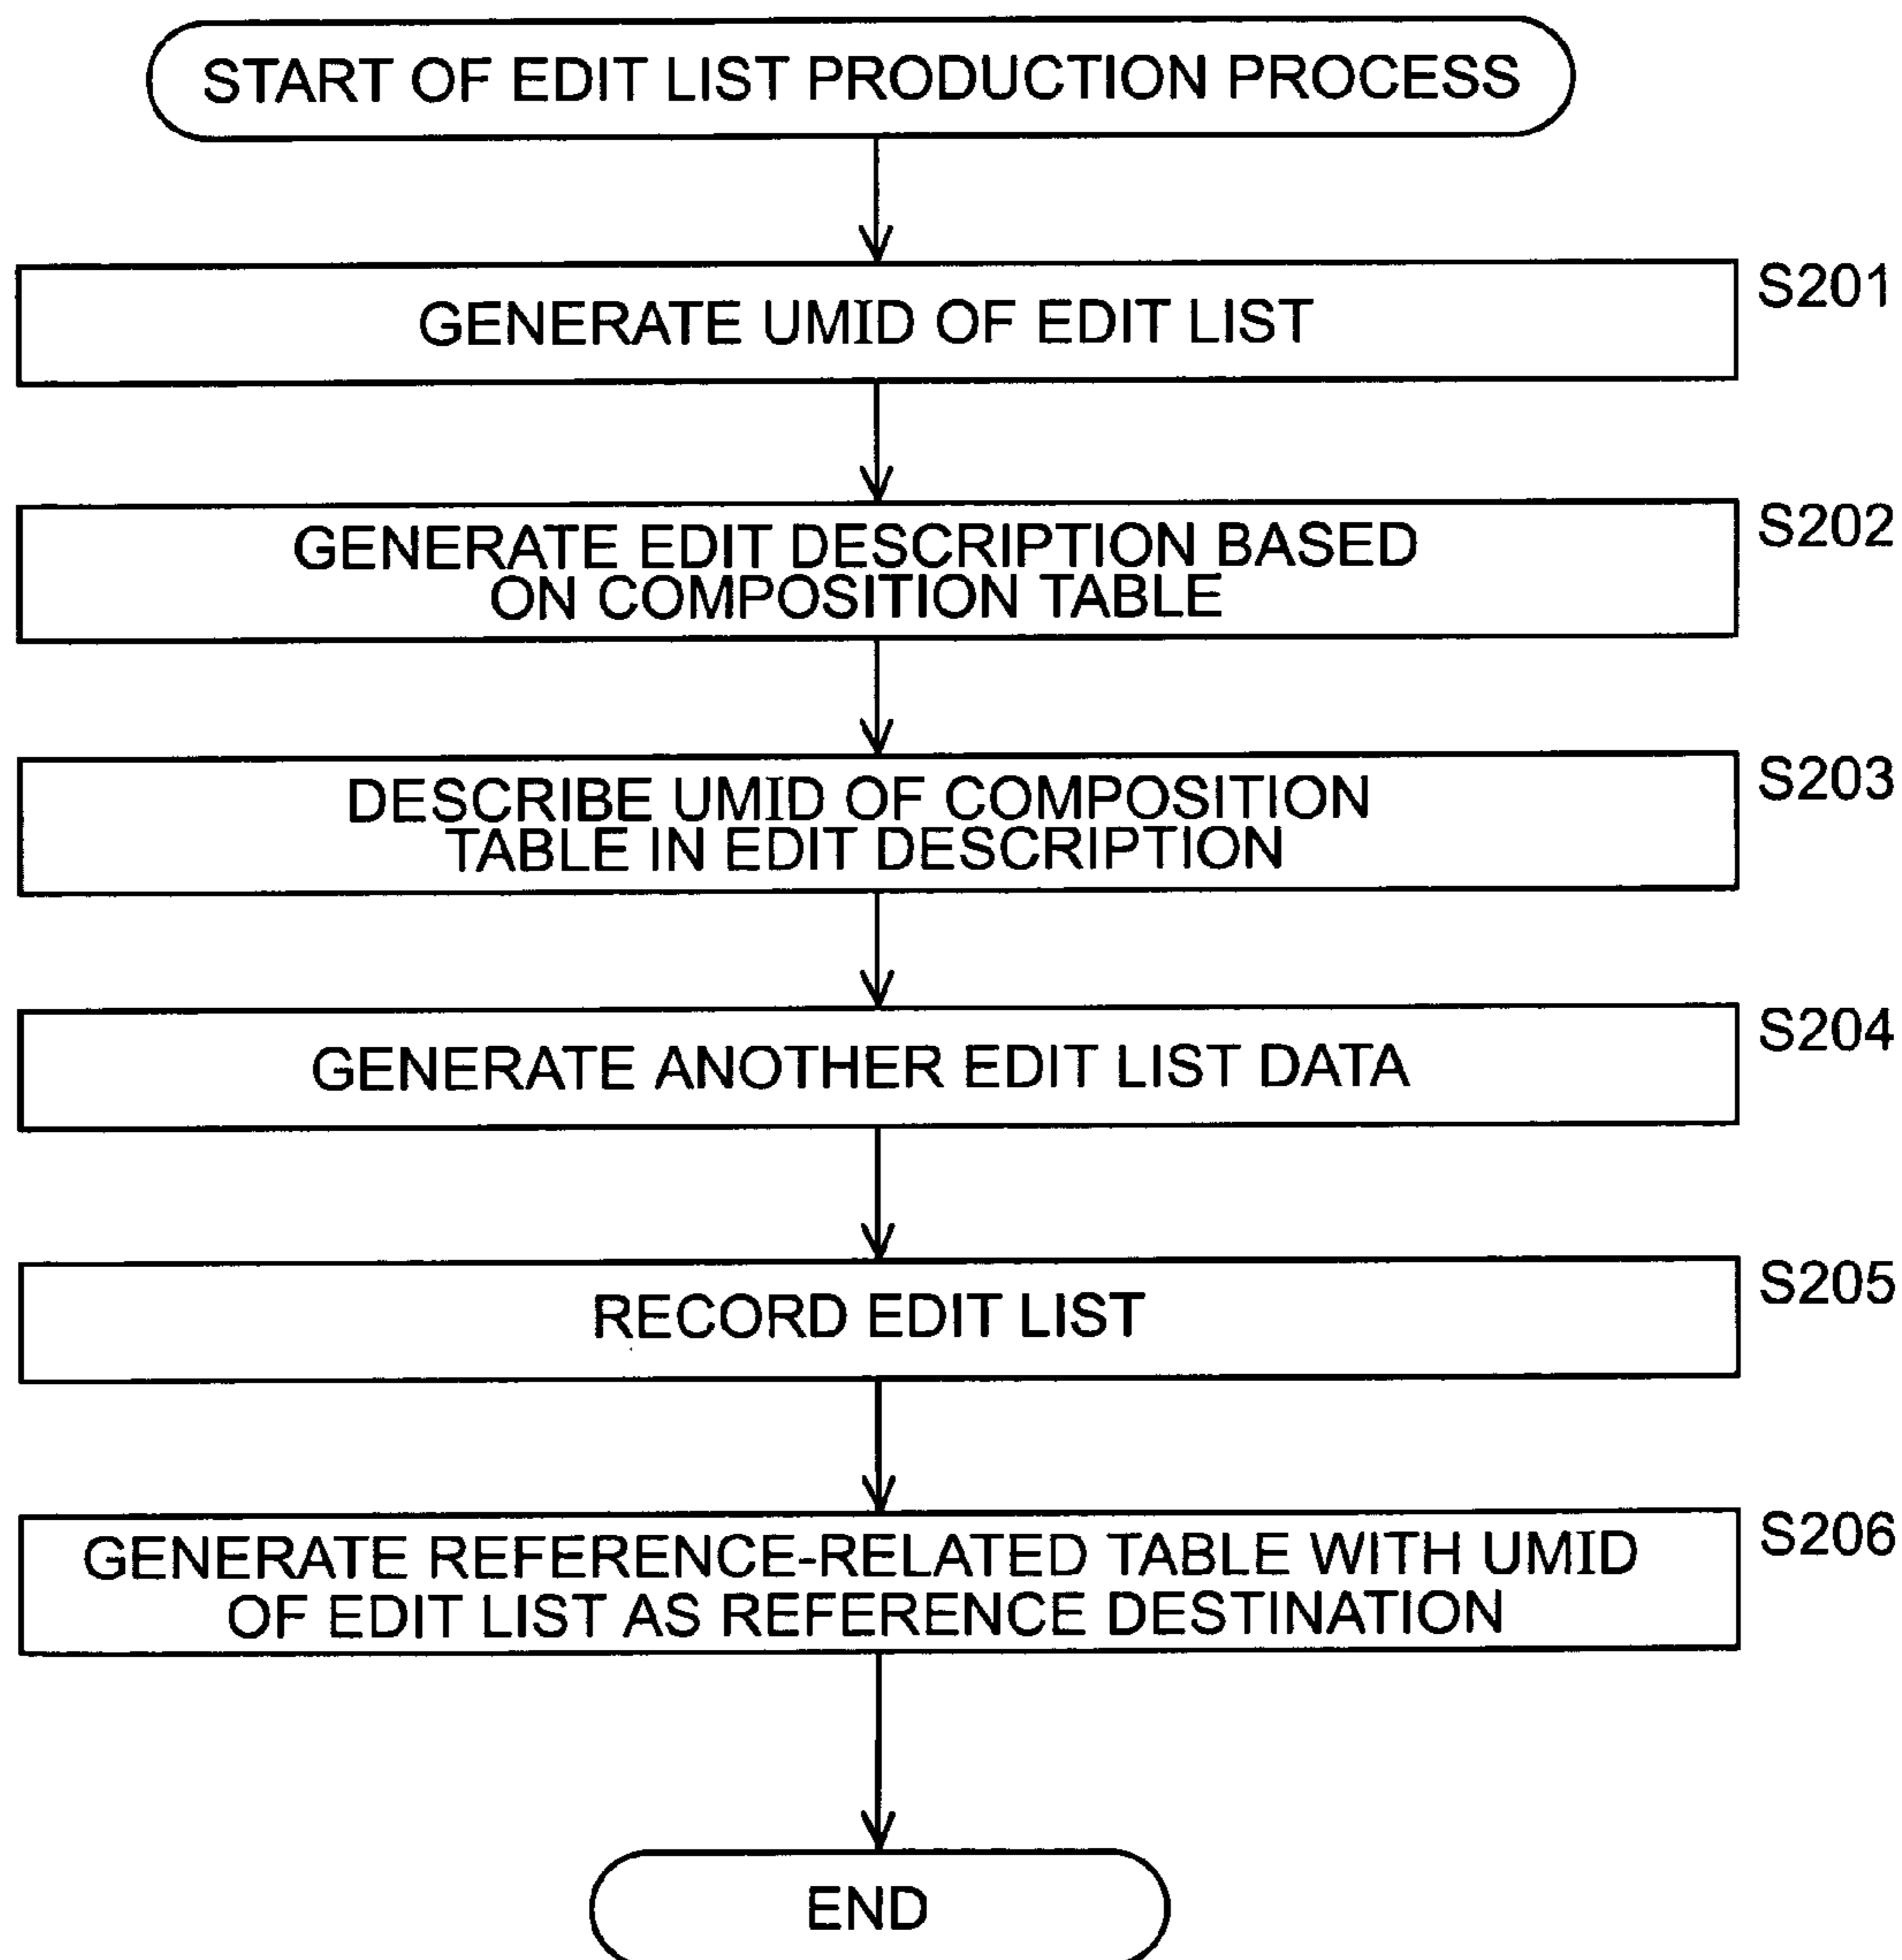 START OF EDIT LIST PRODUCTION PROCESS
GENERATE UMID OF EDIT LIST
S201
GENERATE EDIT DESCRIPTION BASED
ON COMPOSITION TABLE
S202
DESCRIBE UMID OF COMPOSITION
TABLE IN EDIT DESCRIPTION
S203
GENERATE ANOTHER EDIT LIST DATA
S204
RECORD EDIT LIST
S205
GENERATE REFERENCE-RELATED TABLE WITH UMID
OF EDIT LIST AS REFERENCE DESTINATION
S206
END